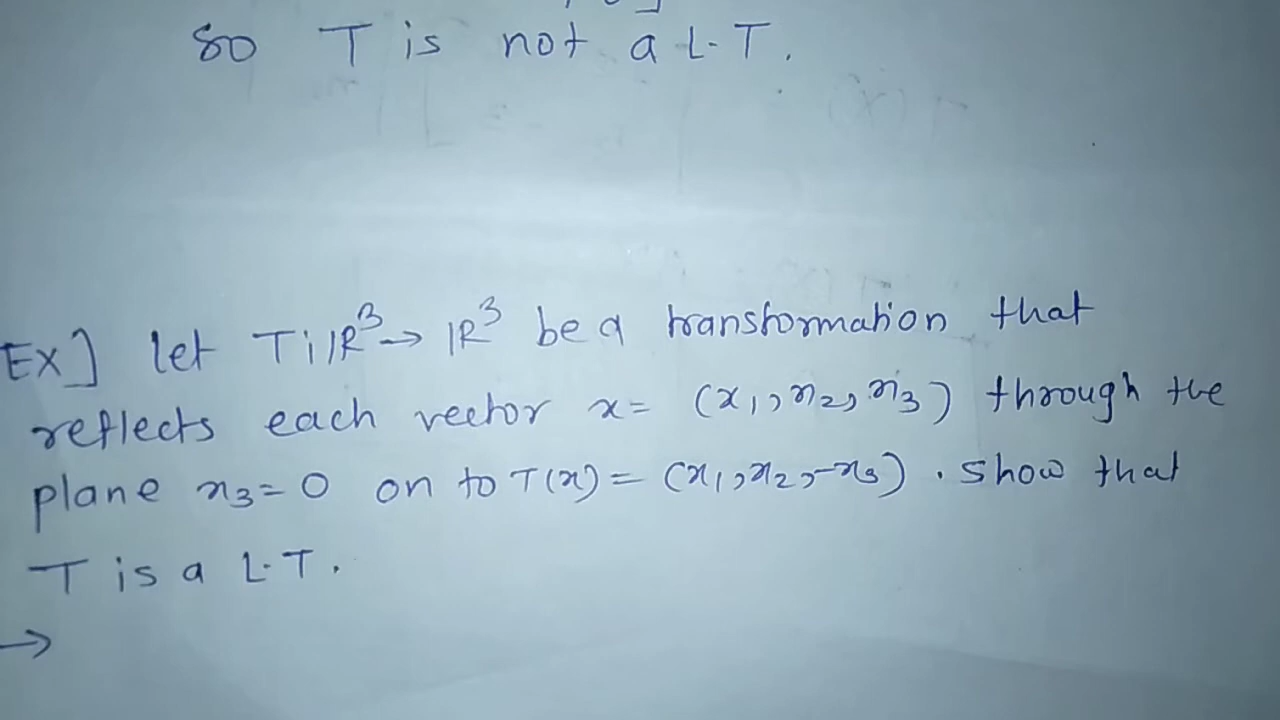 So T is not a L.T.
Ex] let T: ℝ³ → ℝ³ be a transformation that
reflects each vector x = (x₁, x₂, x₃) through the
plane x₃ = 0 on to T(x) = (x₁, x₂, -x₃). show that
T is a L.T.
→